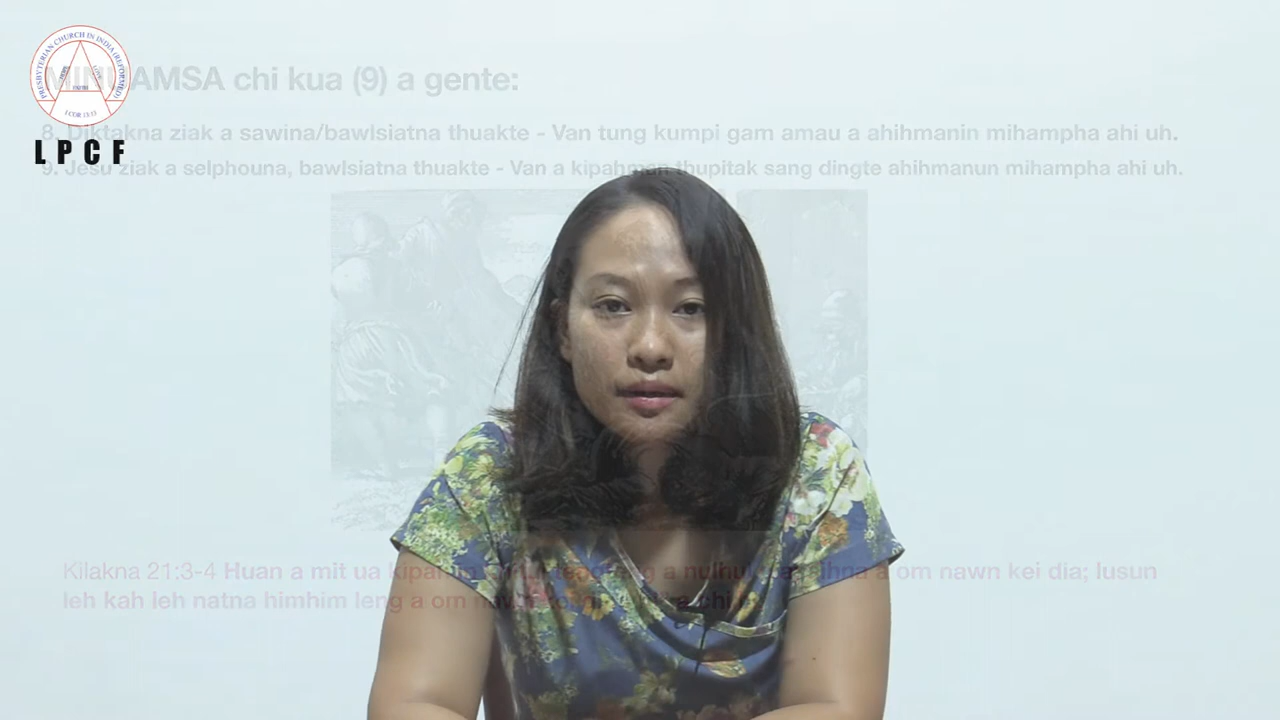 PRESBYTERIAN CHURCH IN INDIA (REFORMED)
I COR 13:13
LPCF
AMSA chi kua (9) a gente:
8. Diktakna ziak a sawina/bawlsiatna thuakte - Van tung kumpi gam amau a ahihmanin mihampha ahi uh.
9. Jesu ziak a selphouna, bawlsiatna thuakte - Van a kipahman thupitak sang dingte ahihmanun mihampha ahi uh.
Kilakna 21:3-4 Huan a mit ua a om nawn kei dia; lusun
leh kah leh natna himhim leng a om